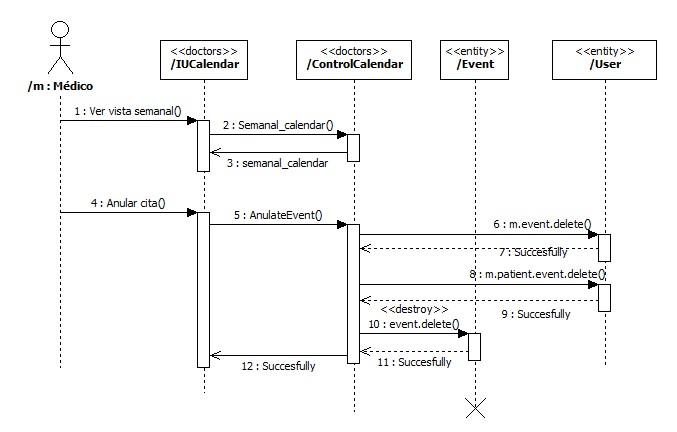 <<doctors>>
/IUCalendar
<<doctors>>
/ControlCalendar
<<entity>>
/Event
<<entity>>
/User
/m : Médico
1 : Ver vista semanal()
2 : Semanal_calendar()
3 : semanal_calendar
4 : Anular cita()
5 : AnulateEvent()
6 : m.event.delete()
7 : Succesfully
8 : m.patient.event.delete()
9 : Succesfully
<<destroy>>
10 : event.delete()
11 : Succesfully
12 : Succesfully